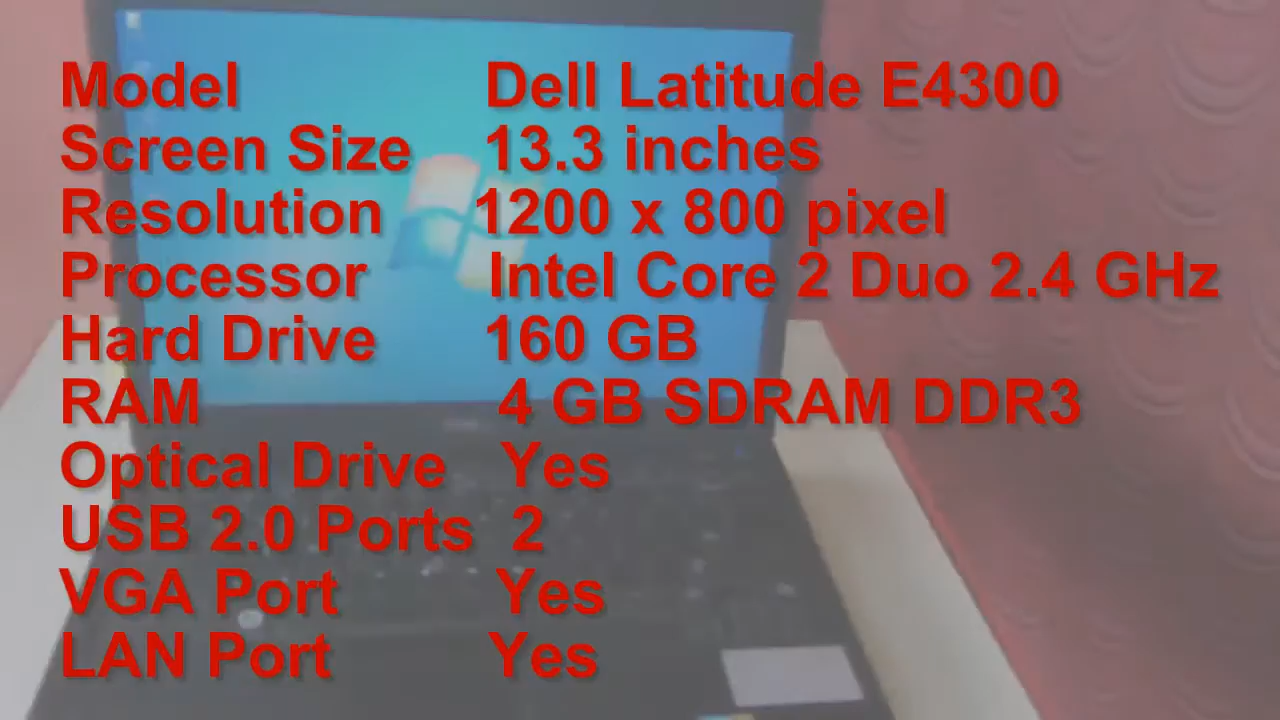 Model Dell Latitude E4300
Screen Size 13.3 inches
Resolution 1200 x 800 pixel
Processor Intel Core 2 Duo 2.4 GHz
Hard Drive 160 GB
RAM 4 GB SDRAM DDR3
Optical Drive Yes
USB 2.0 Ports 2
VGA Port Yes
LAN Port Yes